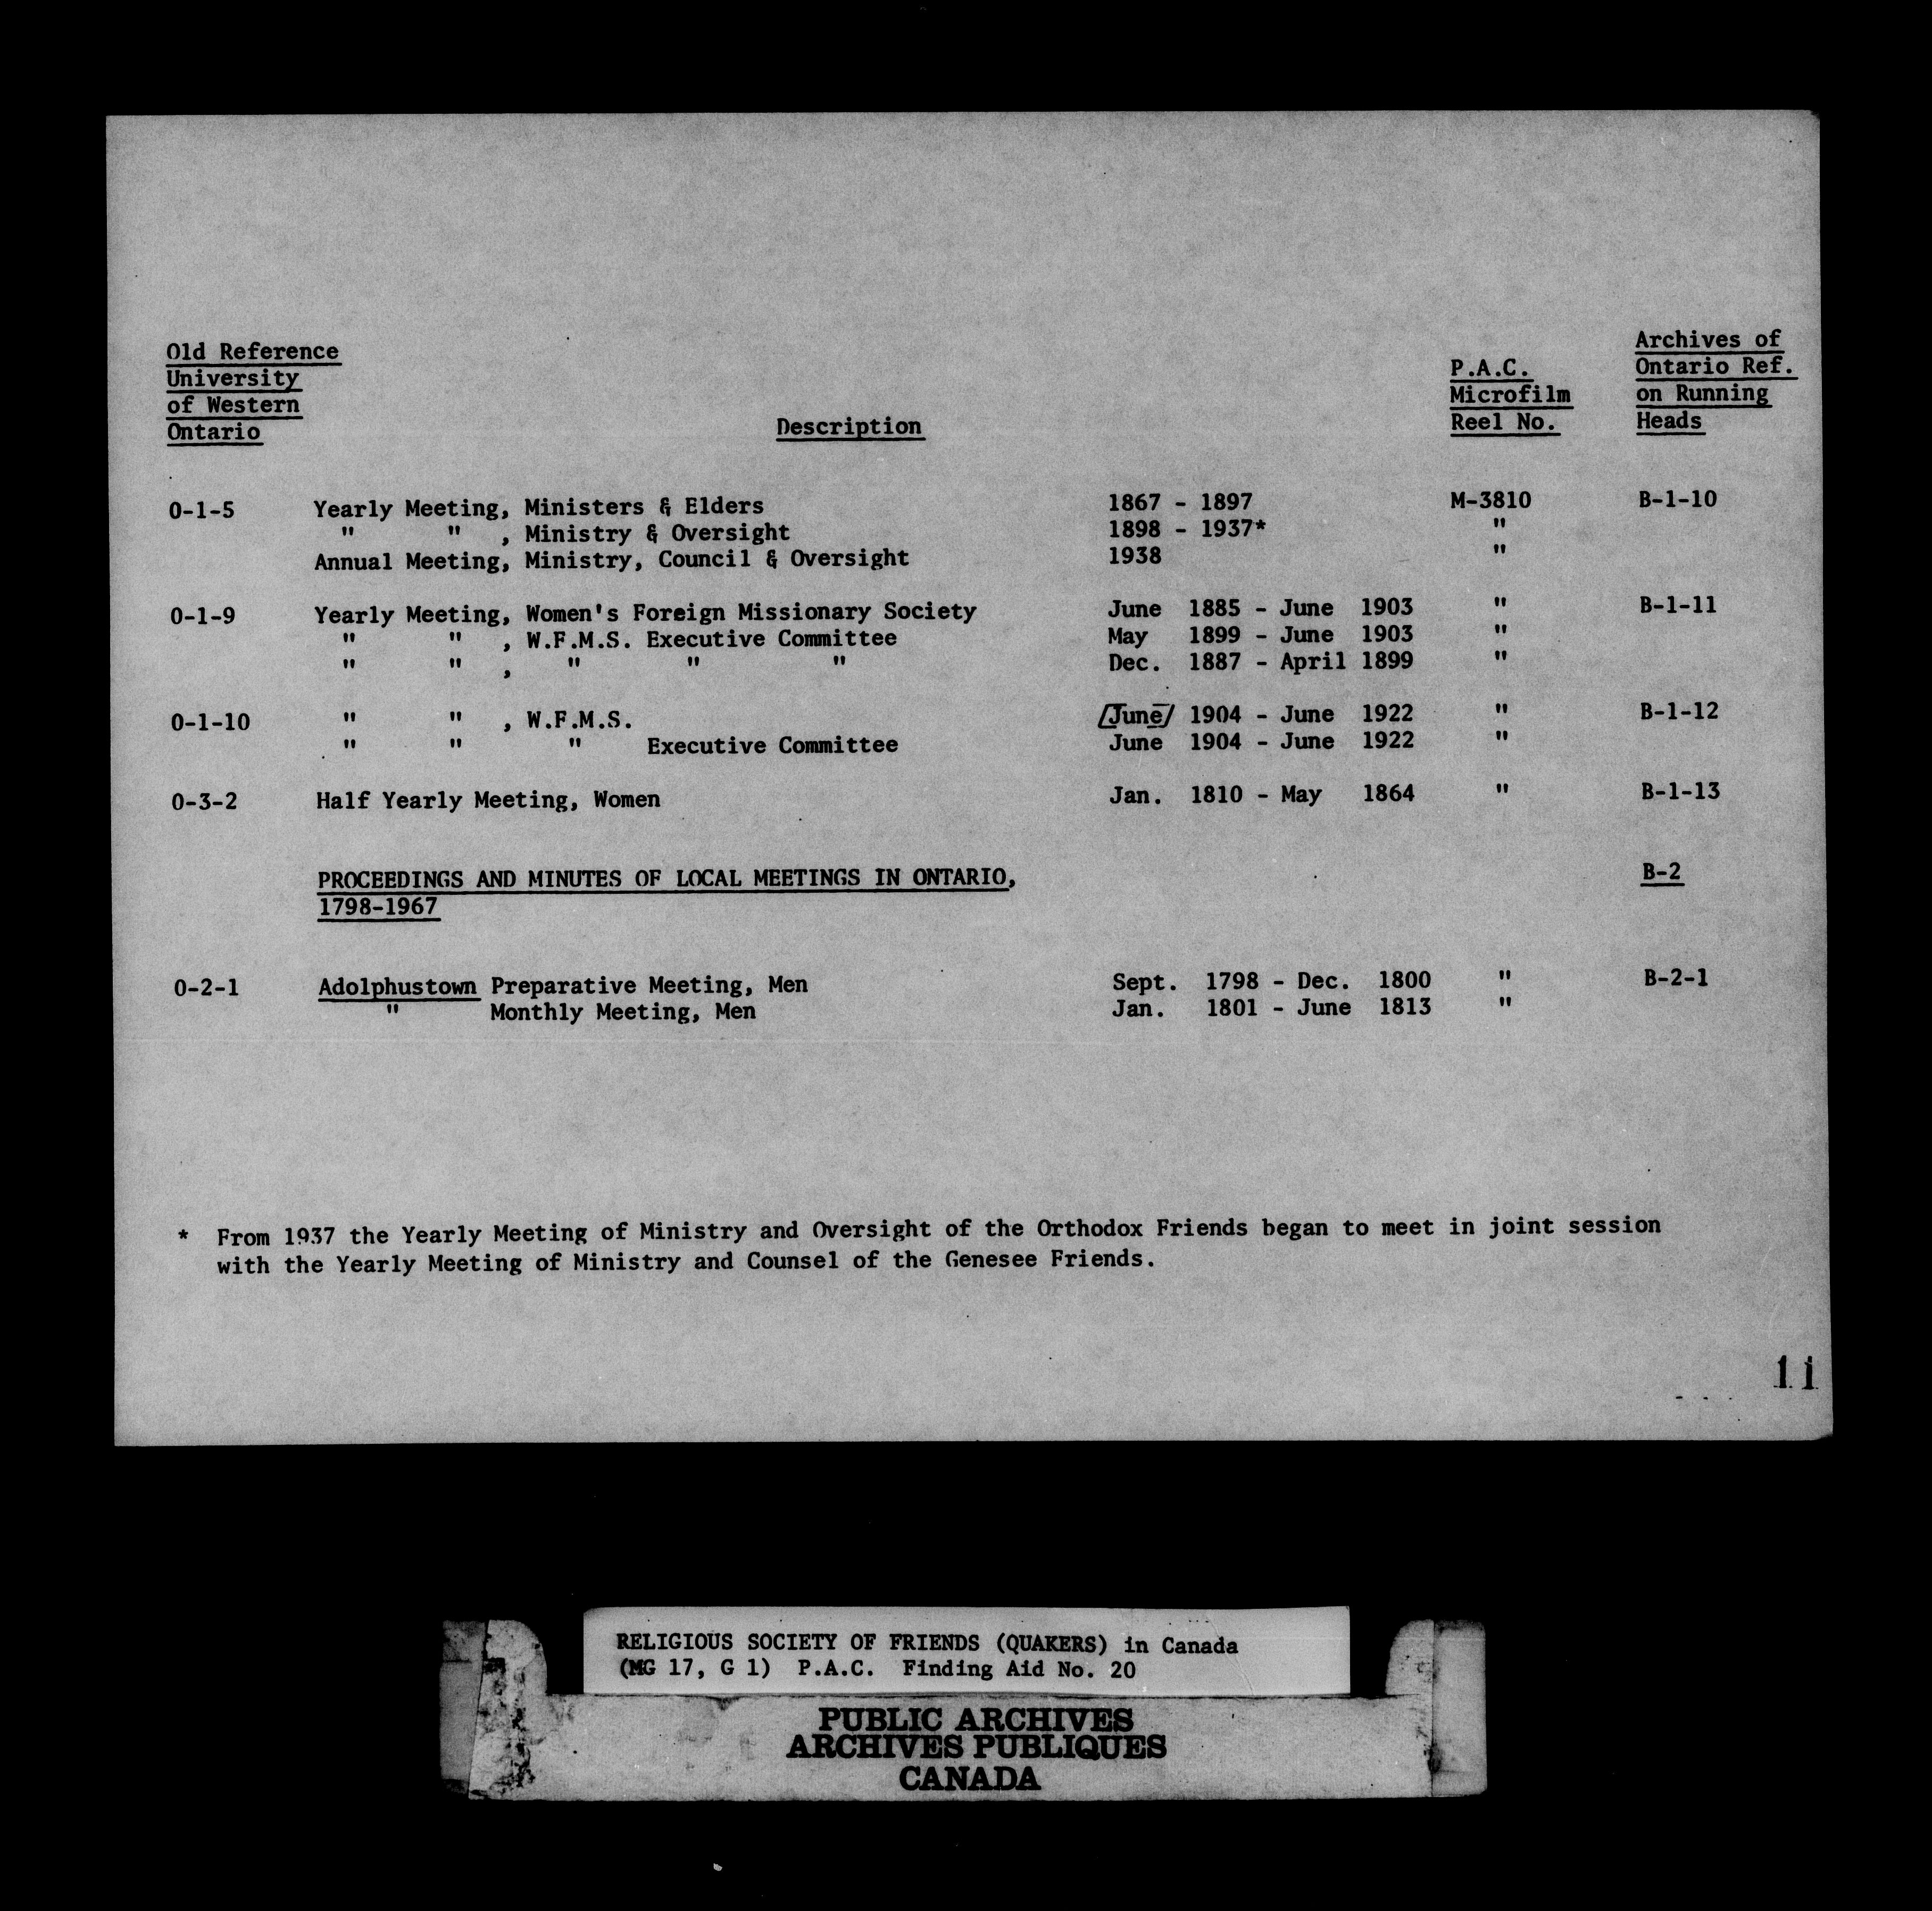 Old Reference University of Western Ontario	Description	P.A.C. Microfilm Reel No.	Archives of Ontario Ref. on Running Heads
0-1-5 Yearly Meeting, Ministers & Elders 1867 - 1897 M-3810 B-1-10
" " , Ministry & Oversight 1898 - 1937* "
Annual Meeting, Ministry, Council & Oversight 1938 "
0-1-9 Yearly Meeting, Women's Foreign Missionary Society June 1885 - June 1903 " B-1-11
" " , W.F.M.S. Executive Committee May 1899 - June 1903 "
" " , " " " Dec. 1887 - April 1899 "
0-1-10 " " , W.F.M.S. [June] 1904 - June 1922 " B-1-12
" " " Executive Committee June 1904 - June 1922 "
0-3-2 Half Yearly Meeting, Women Jan. 1810 - May 1864 " B-1-13
PROCEEDINGS AND MINUTES OF LOCAL MEETINGS IN ONTARIO, B-2
1798-1967
0-2-1 Adolphustown Preparative Meeting, Men Sept. 1798 - Dec. 1800 " B-2-1
" Monthly Meeting, Men Jan. 1801 - June 1813 "
* From 1937 the Yearly Meeting of Ministry and Oversight of the Orthodox Friends began to meet in joint session
with the Yearly Meeting of Ministry and Counsel of the Genesee Friends.
11
RELIGIOUS SOCIETY OF FRIENDS (QUAKERS) in Canada
(MG 17, G 1) P.A.C. Finding Aid No. 20
PUBLIC ARCHIVES
ARCHIVES PUBLIQUES
CANADA